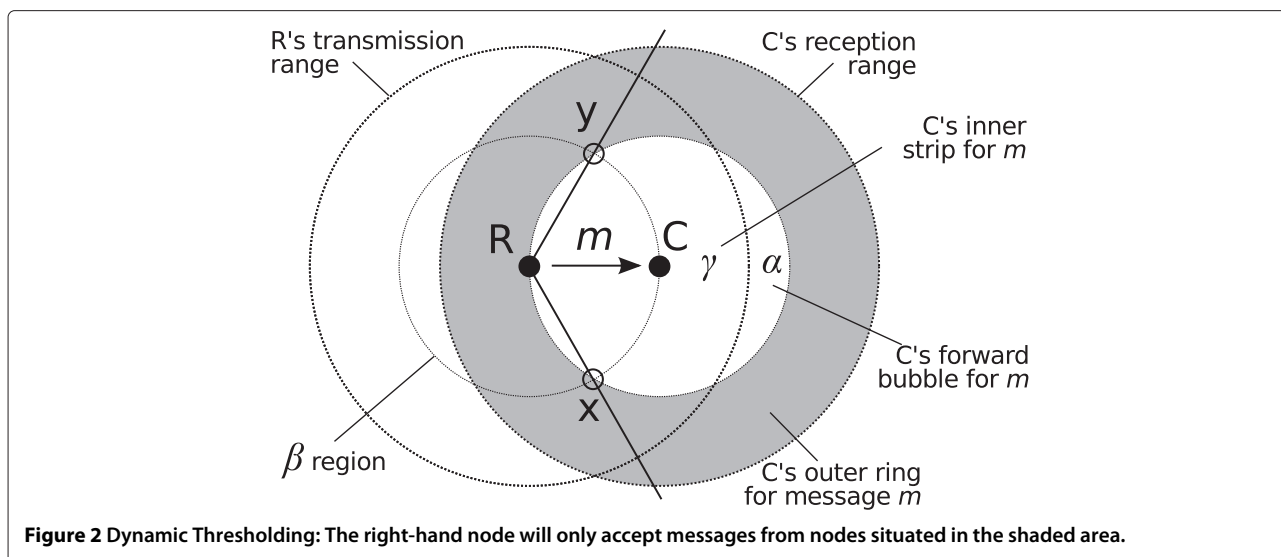 R's transmission
range
C's reception
range
y
C's inner
strip for m
R
m
C
γ
α
C's forward
bubble for m
x
β region
C's outer ring
for message m
Figure 2 Dynamic Thresholding: The right-hand node will only accept messages from nodes situated in the shaded area.